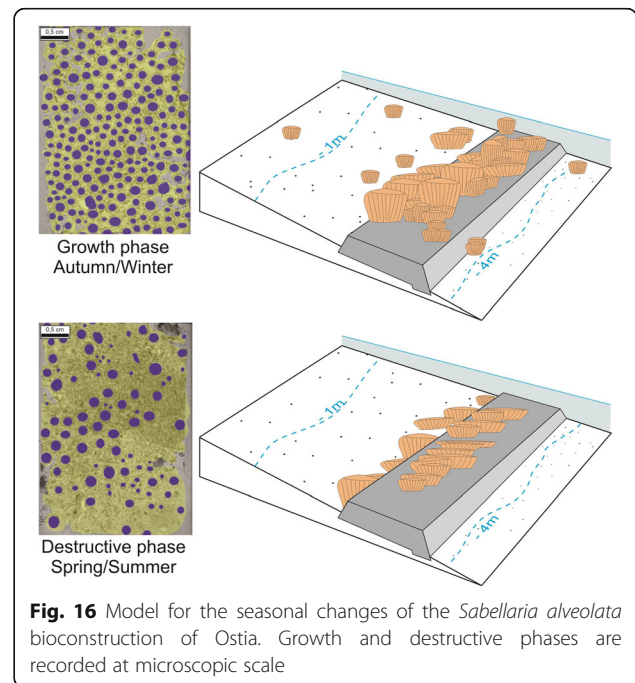 0,5 cm
Growth phase
Autumn/Winter
-1m
-4m
0,5 cm
Destructive phase
Spring/Summer
-1m
-4m
Fig. 16 Model for the seasonal changes of the Sabellaria alveolata
bioconstruction of Ostia. Growth and destructive phases are
recorded at microscopic scale